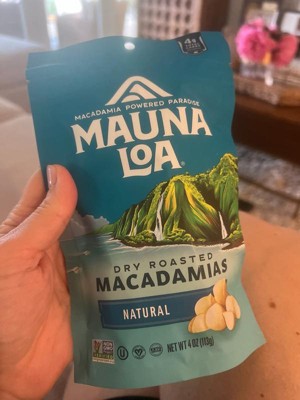 MACADAMIA POWERED PARADISE
MAUNA
LOA
DRY ROASTED
MACADAMIAS
NATURAL
NET WT 4 OZ (113g)